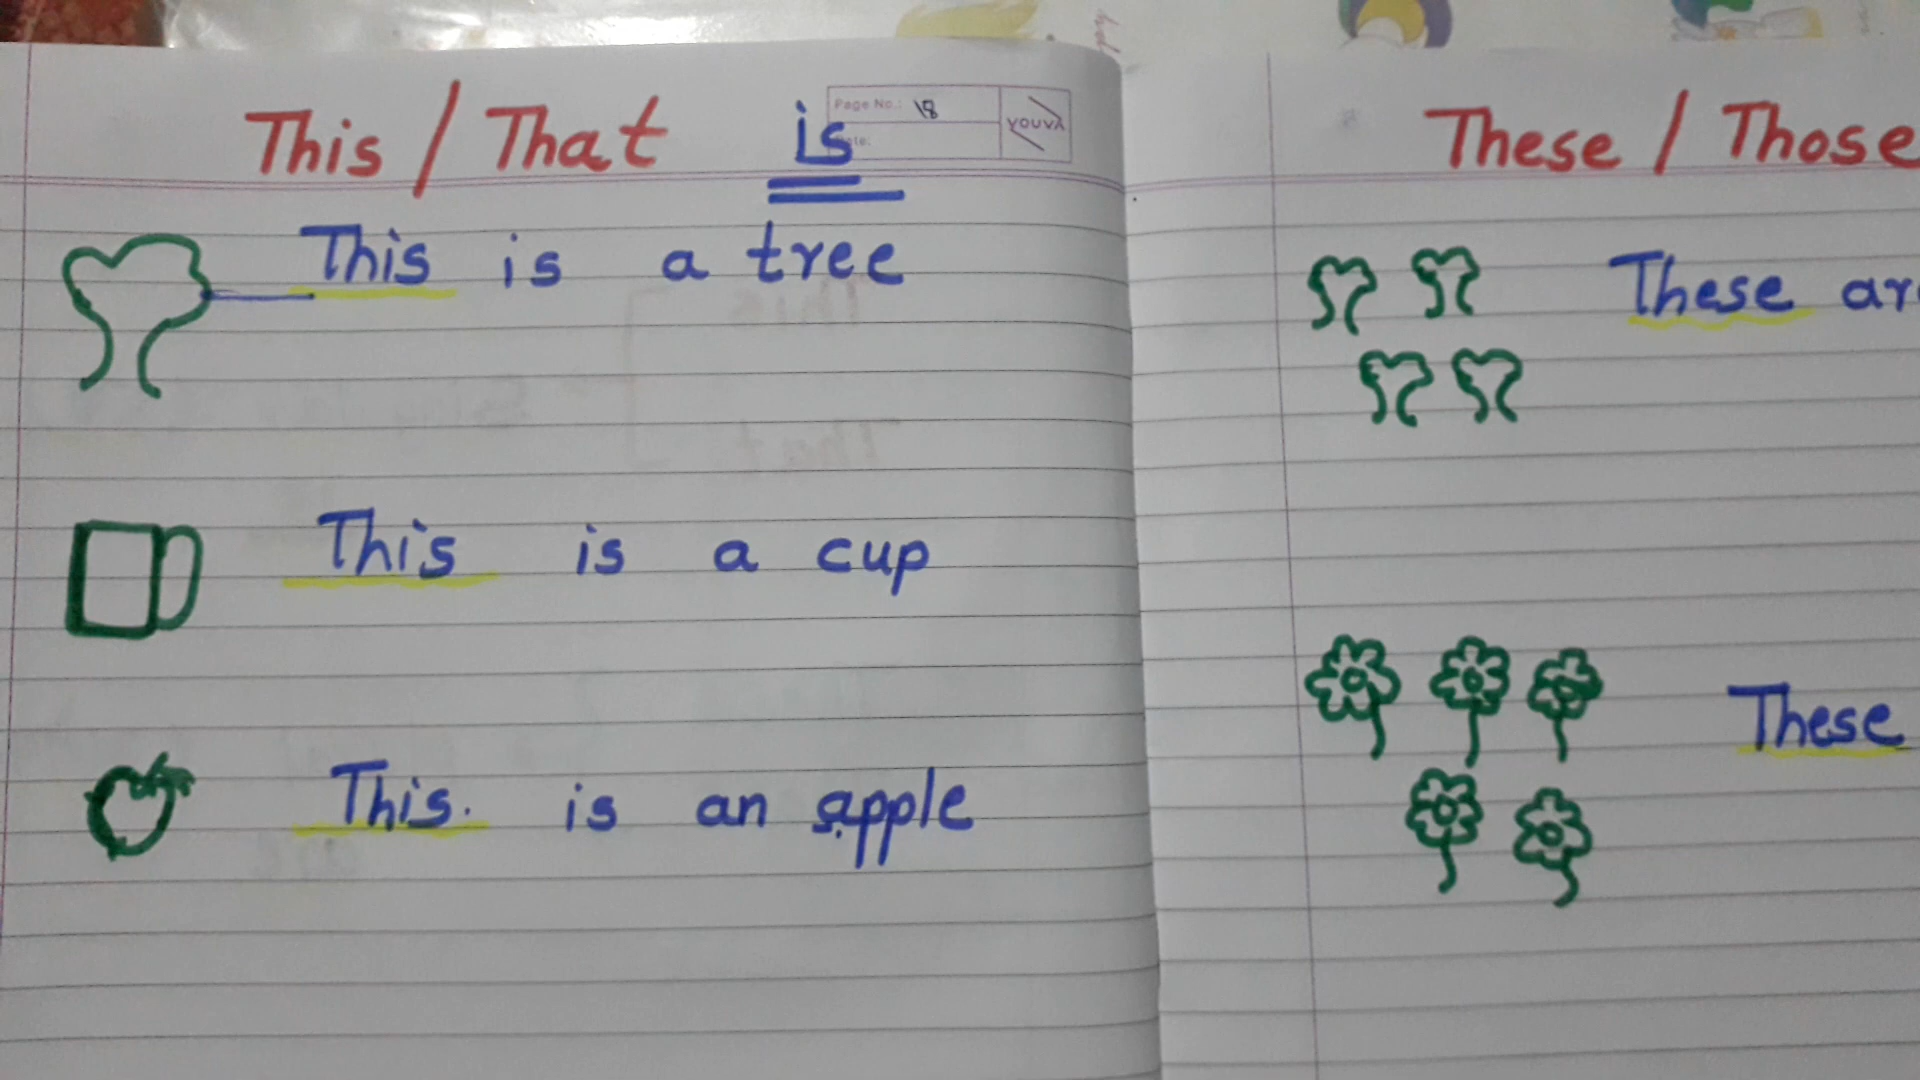 Page No.: 18
YOUVA
This / That is
This is a tree
This is a cup
This. is an apple
These / Those
These are
These